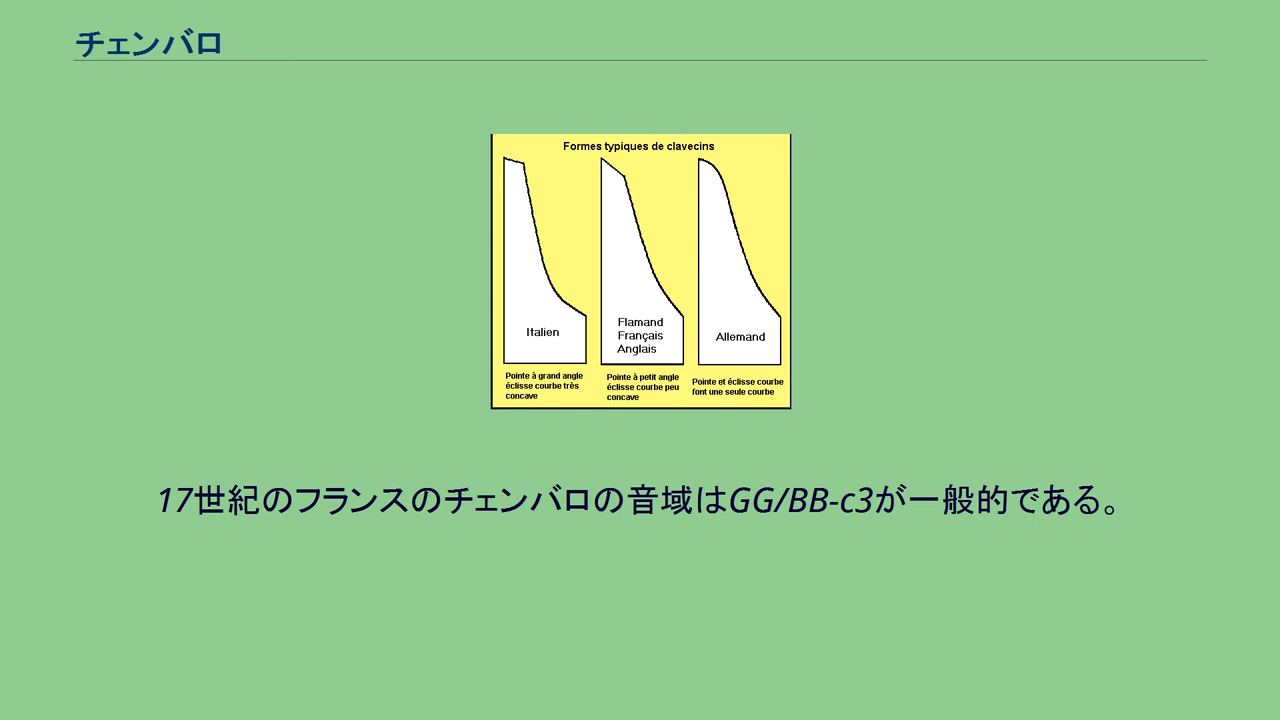 チェンバロ
Formes typiques de clavecins
Italien
Flamand
Français
Anglais
Allemand
Pointe à grand angle
éclisse courbe très
concave
Pointe à petit angle
éclisse courbe peu
concave
Pointe et éclisse courbe
font une seule courbe
17世紀のフランスのチェンバロの音域はGG/BB-c3が一般的である。